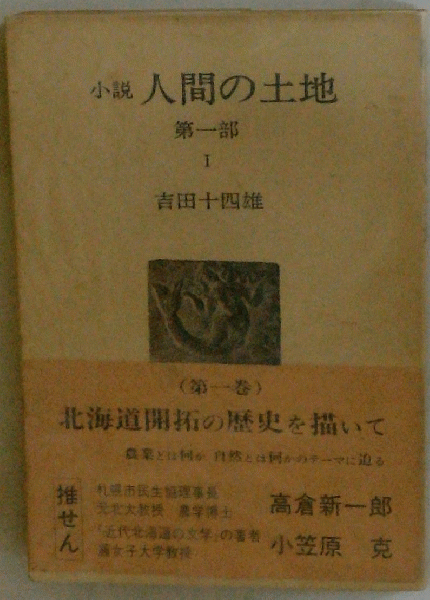 小説 人間の土地
第一部
I
吉田十四雄
（第一巻）
北海道開拓の歴史を描いて
農業とは何か 自然とは何かのテーマに迫る
推せん
札幌市民生協理事長
元北大教授 農学博士
高倉新一郎
「近代北海道の文学」の著者
藤女子大学教授
小笠原 克